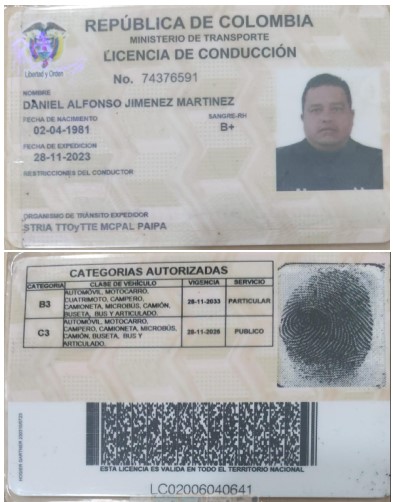 REPÚBLICA DE COLOMBIA
MINISTERIO DE TRANSPORTE
LICENCIA DE CONDUCCIÓN
Libertad y Orden
No. 74376591
NOMBRE
DANIEL ALFONSO JIMENEZ MARTINEZ
FECHA DE NACIMIENTO
SANGRE-RH
02-04-1981
B+
FECHA DE EXPEDICION
28-11-2023
RESTRICCIONES DEL CONDUCTOR
ORGANISMO DE TRÁNSITO EXPEDIDOR
STRIA TTOyTTE MCPAL PAIPA
CATEGORIAS AUTORIZADAS
CATEGORIA CLASE DE VEHÍCULO VIGENCIA SERVICIO
B3
AUTOMÓVIL, MOTOCARRO,
CUATRIMOTO, CAMPERO,
CAMIONETA, MICROBÚS, CAMIÓN,
BUSETA, BUS Y ARTICULADO.
28-11-2033
PARTICULAR
C3
AUTOMÓVIL, MOTOCARRO,
CAMPERO, CAMIONETA, MICROBÚS,
CAMIÓN, BUSETA, BUS Y
ARTICULADO.
28-11-2026
PUBLICO
ESTA LICENCIA ES VALIDA EN TODO EL TERRITORIO NACIONAL
LC02006040641